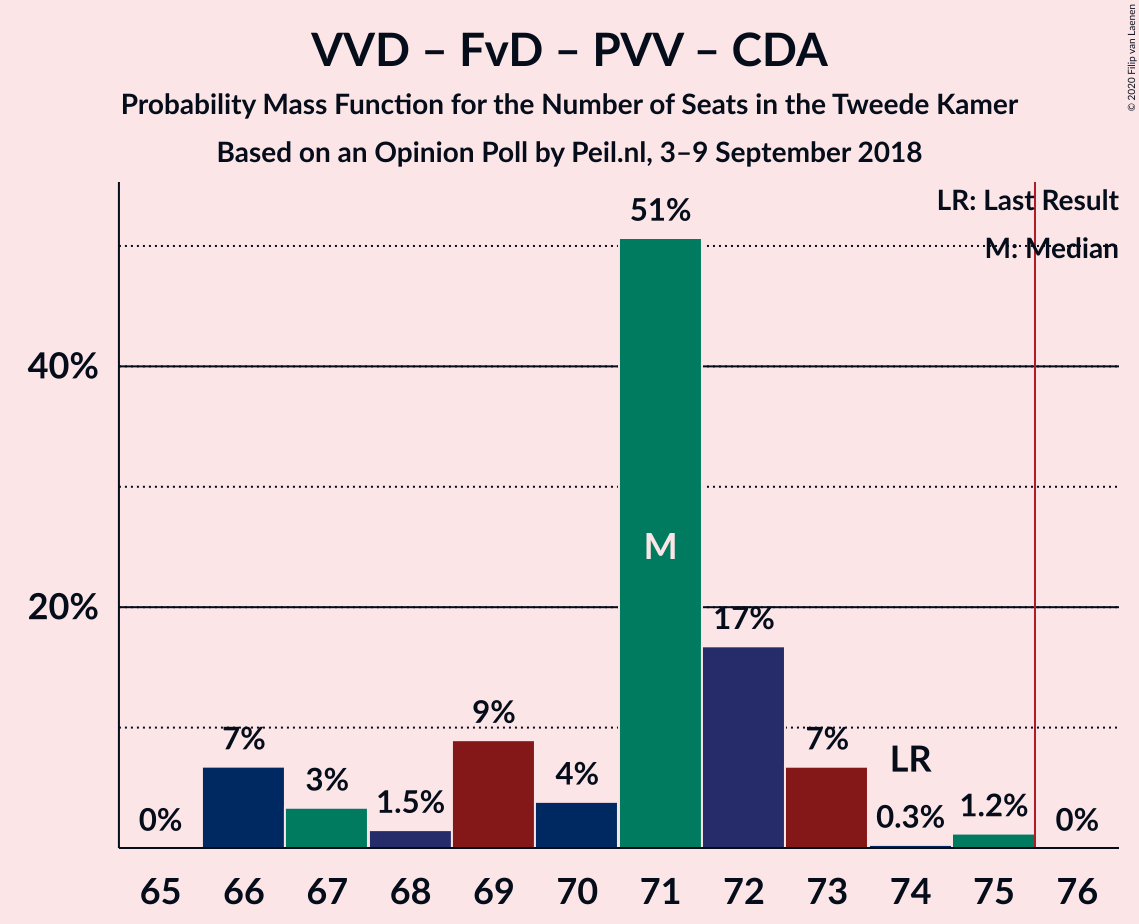 VVD – FvD – PVV – CDA
Probability Mass Function for the Number of Seats in the Tweede Kamer
Based on an Opinion Poll by Peil.nl, 3–9 September 2018
© 2020 Filip van Laenen
LR: Last Result
M: Median
40%
20%
0%
7%
3%
1.5%
9%
4%
51%
M
17%
7%
LR
0.3%
1.2%
0%
65 66 67 68 69 70 71 72 73 74 75 76